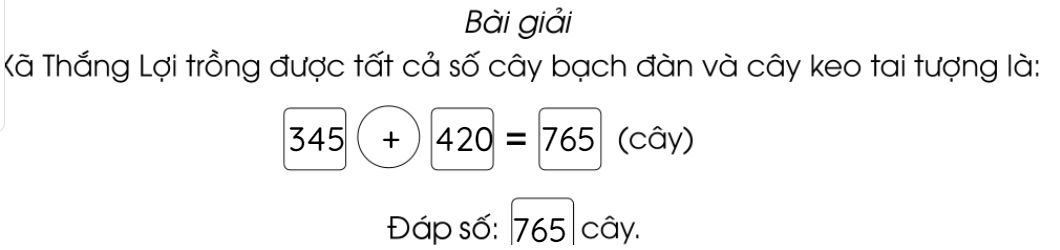 Bài giải
Xã Thắng Lợi trồng được tất cả số cây bạch đàn và cây keo tai tượng là:
345 + 420 = 765 (cây)
Đáp số: 765 cây.